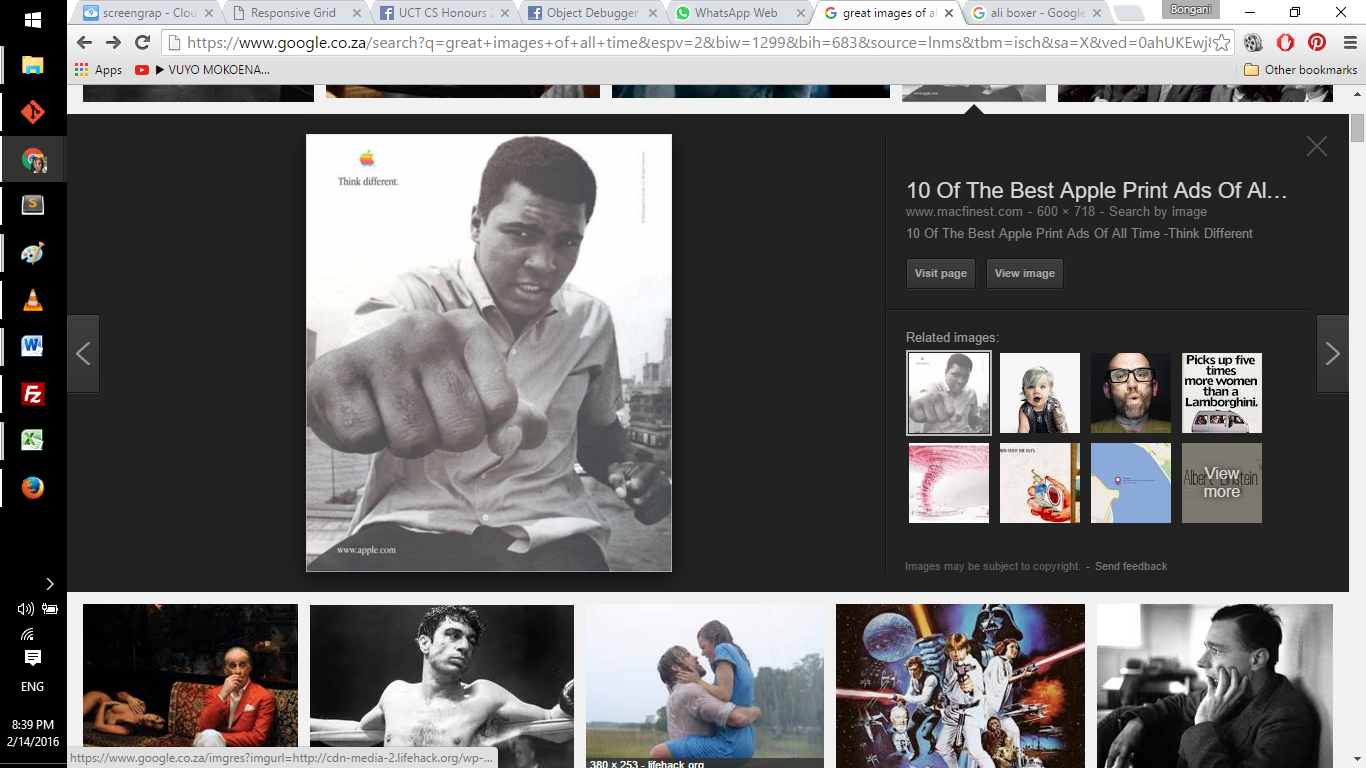 screengrap - Clou
Responsive Grid
UCT CS Honours
Object Debugger
WhatsApp Web
great images of al
ali boxer - Google
Bongani
https://www.google.co.za/search?q=great+images+of+all+time&espv=2&biw=1299&bih=683&source=lnms&tbm=isch&sa=X&ved=0ahUKEwj
Apps
VUYO MOKOENA...
Other bookmarks
Think different.
www.apple.com
10 Of The Best Apple Print Ads Of Al...
www.macfinest.com - 600 × 718 - Search by image
10 Of The Best Apple Print Ads Of All Time -Think Different
Visit page
View image
Related images:
Picks up five
times
more women
than a
Lamborghini.
Albert Einstein
View
more
Images may be subject to copyright. - Send feedback
ENG
8:39 PM
2/14/2016
https://www.google.co.za/imgres?imgurl=http://cdn-media-2.lifehack.org/wp-...
380 × 253 - lifehack.org